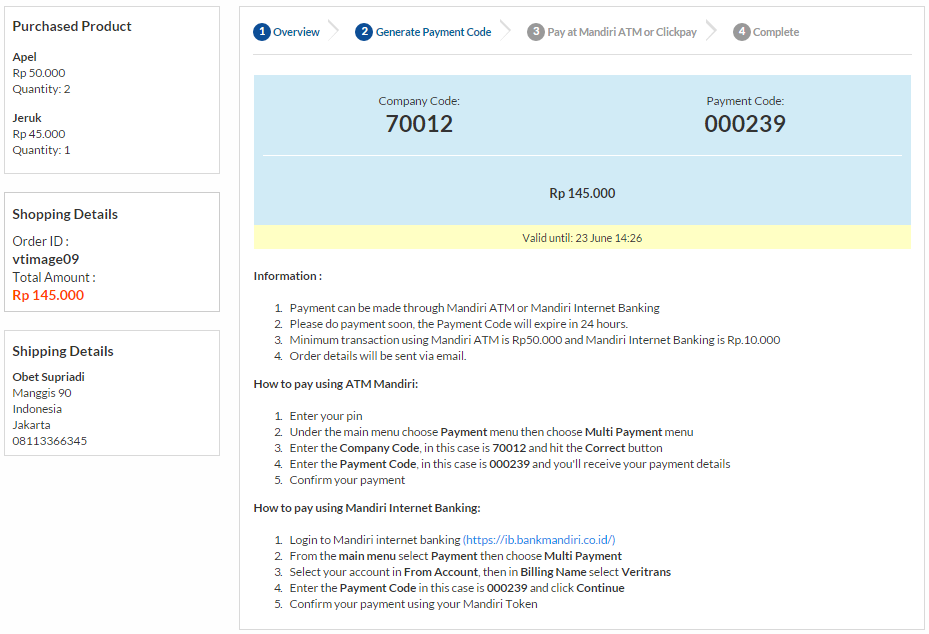 Purchased Product
Apel
Rp 50.000
Quantity: 2
Jeruk
Rp 45.000
Quantity: 1
Shopping Details
Order ID :
vtimage09
Total Amount :
Rp 145.000
Shipping Details
Obet Supriadi
Manggis 90
Indonesia
Jakarta
08113366345
1 Overview
2 Generate Payment Code
3 Pay at Mandiri ATM or Clickpay
4 Complete
Company Code:
70012
Payment Code:
000239
Rp 145.000
Valid until: 23 June 14:26
Information :
1. Payment can be made through Mandiri ATM or Mandiri Internet Banking
2. Please do payment soon, the Payment Code will expire in 24 hours.
3. Minimum transaction using Mandiri ATM is Rp50.000 and Mandiri Internet Banking is Rp.10.000
4. Order details will be sent via email.
How to pay using ATM Mandiri:
1. Enter your pin
2. Under the main menu choose Payment menu then choose Multi Payment menu
3. Enter the Company Code, in this case is 70012 and hit the Correct button
4. Enter the Payment Code, in this case is 000239 and you'll receive your payment details
5. Confirm your payment
How to pay using Mandiri Internet Banking:
1. Login to Mandiri internet banking (https://ib.bankmandiri.co.id/)
2. From the main menu select Payment then choose Multi Payment
3. Select your account in From Account, then in Billing Name select Veritrans
4. Enter the Payment Code in this case is 000239 and click Continue
5. Confirm your payment using your Mandiri Token